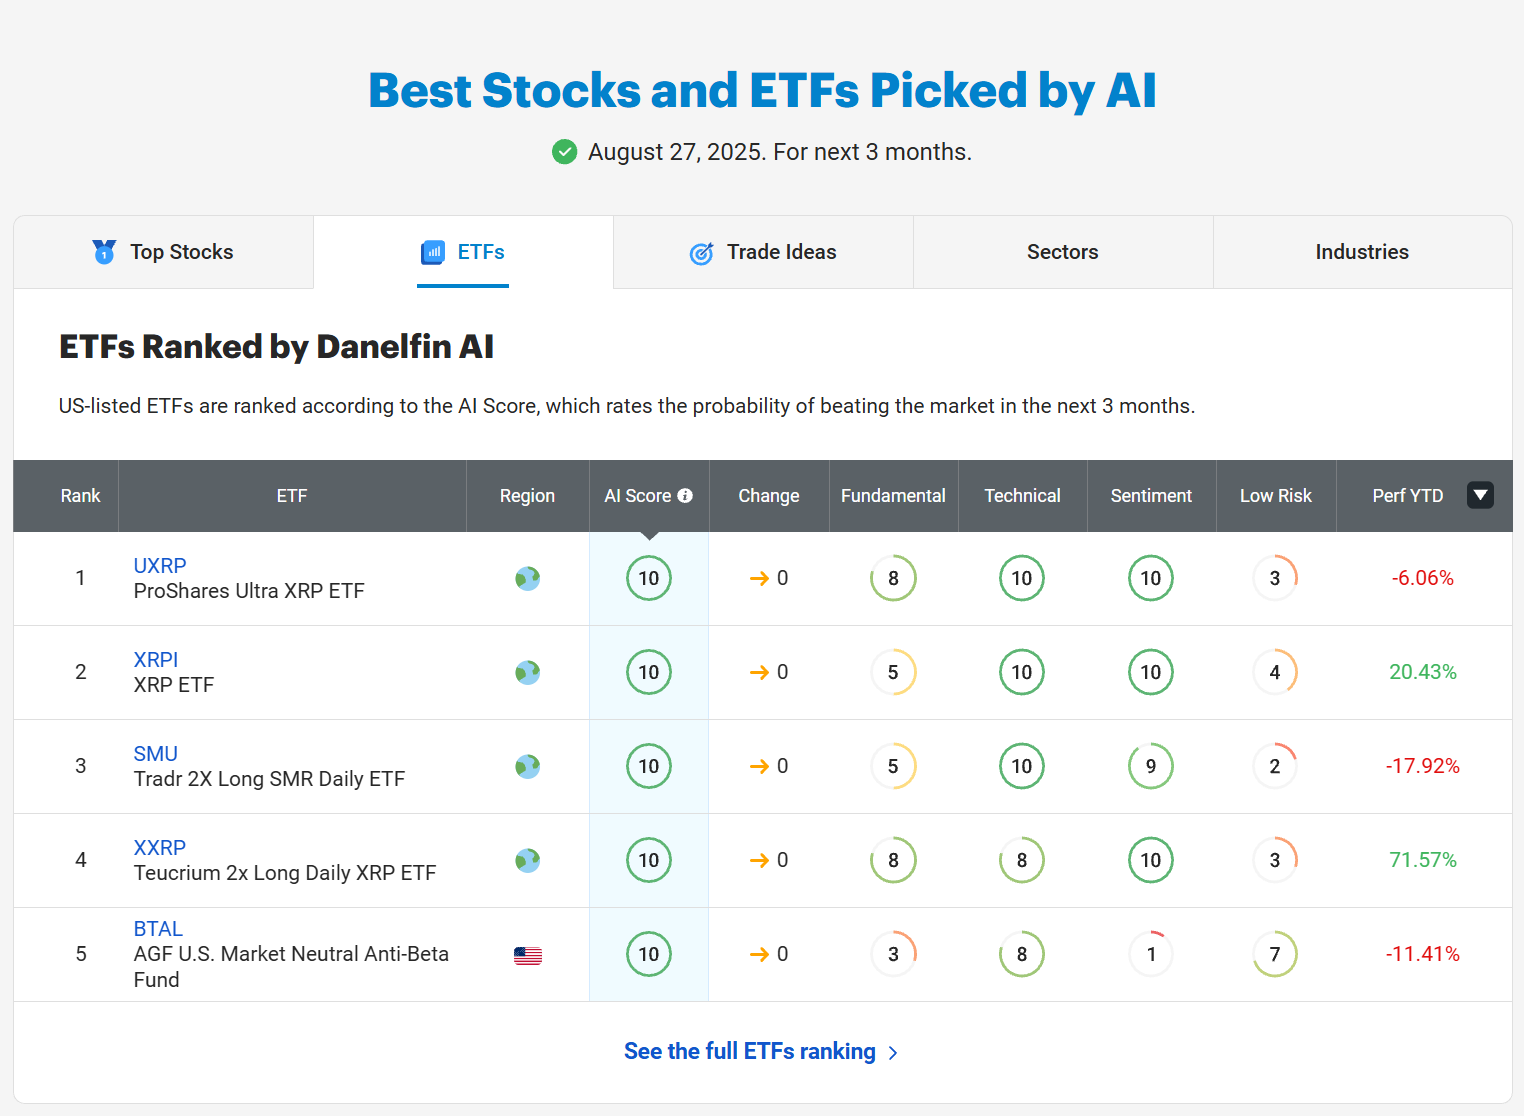 Best Stocks and ETFs Picked by AI
August 27, 2025. For next 3 months.
1 Top Stocks ETFs Trade Ideas Sectors Industries
ETFs Ranked by Danelfin AI
US-listed ETFs are ranked according to the AI Score, which rates the probability of beating the market in the next 3 months.
Rank ETF Region AI Score i Change Fundamental Technical Sentiment Low Risk Perf YTD
1 UXRP ProShares Ultra XRP ETF 10 → 0 8 10 10 3 -6.06%
2 XRPI XRP ETF 10 → 0 5 10 10 4 20.43%
3 SMU Tradr 2X Long SMR Daily ETF 10 → 0 5 10 9 2 -17.92%
4 XXRP Teucrium 2x Long Daily XRP ETF 10 → 0 8 8 10 3 71.57%
5 BTAL AGF U.S. Market Neutral Anti-Beta Fund 10 → 0 3 8 1 7 -11.41%
See the full ETFs ranking >